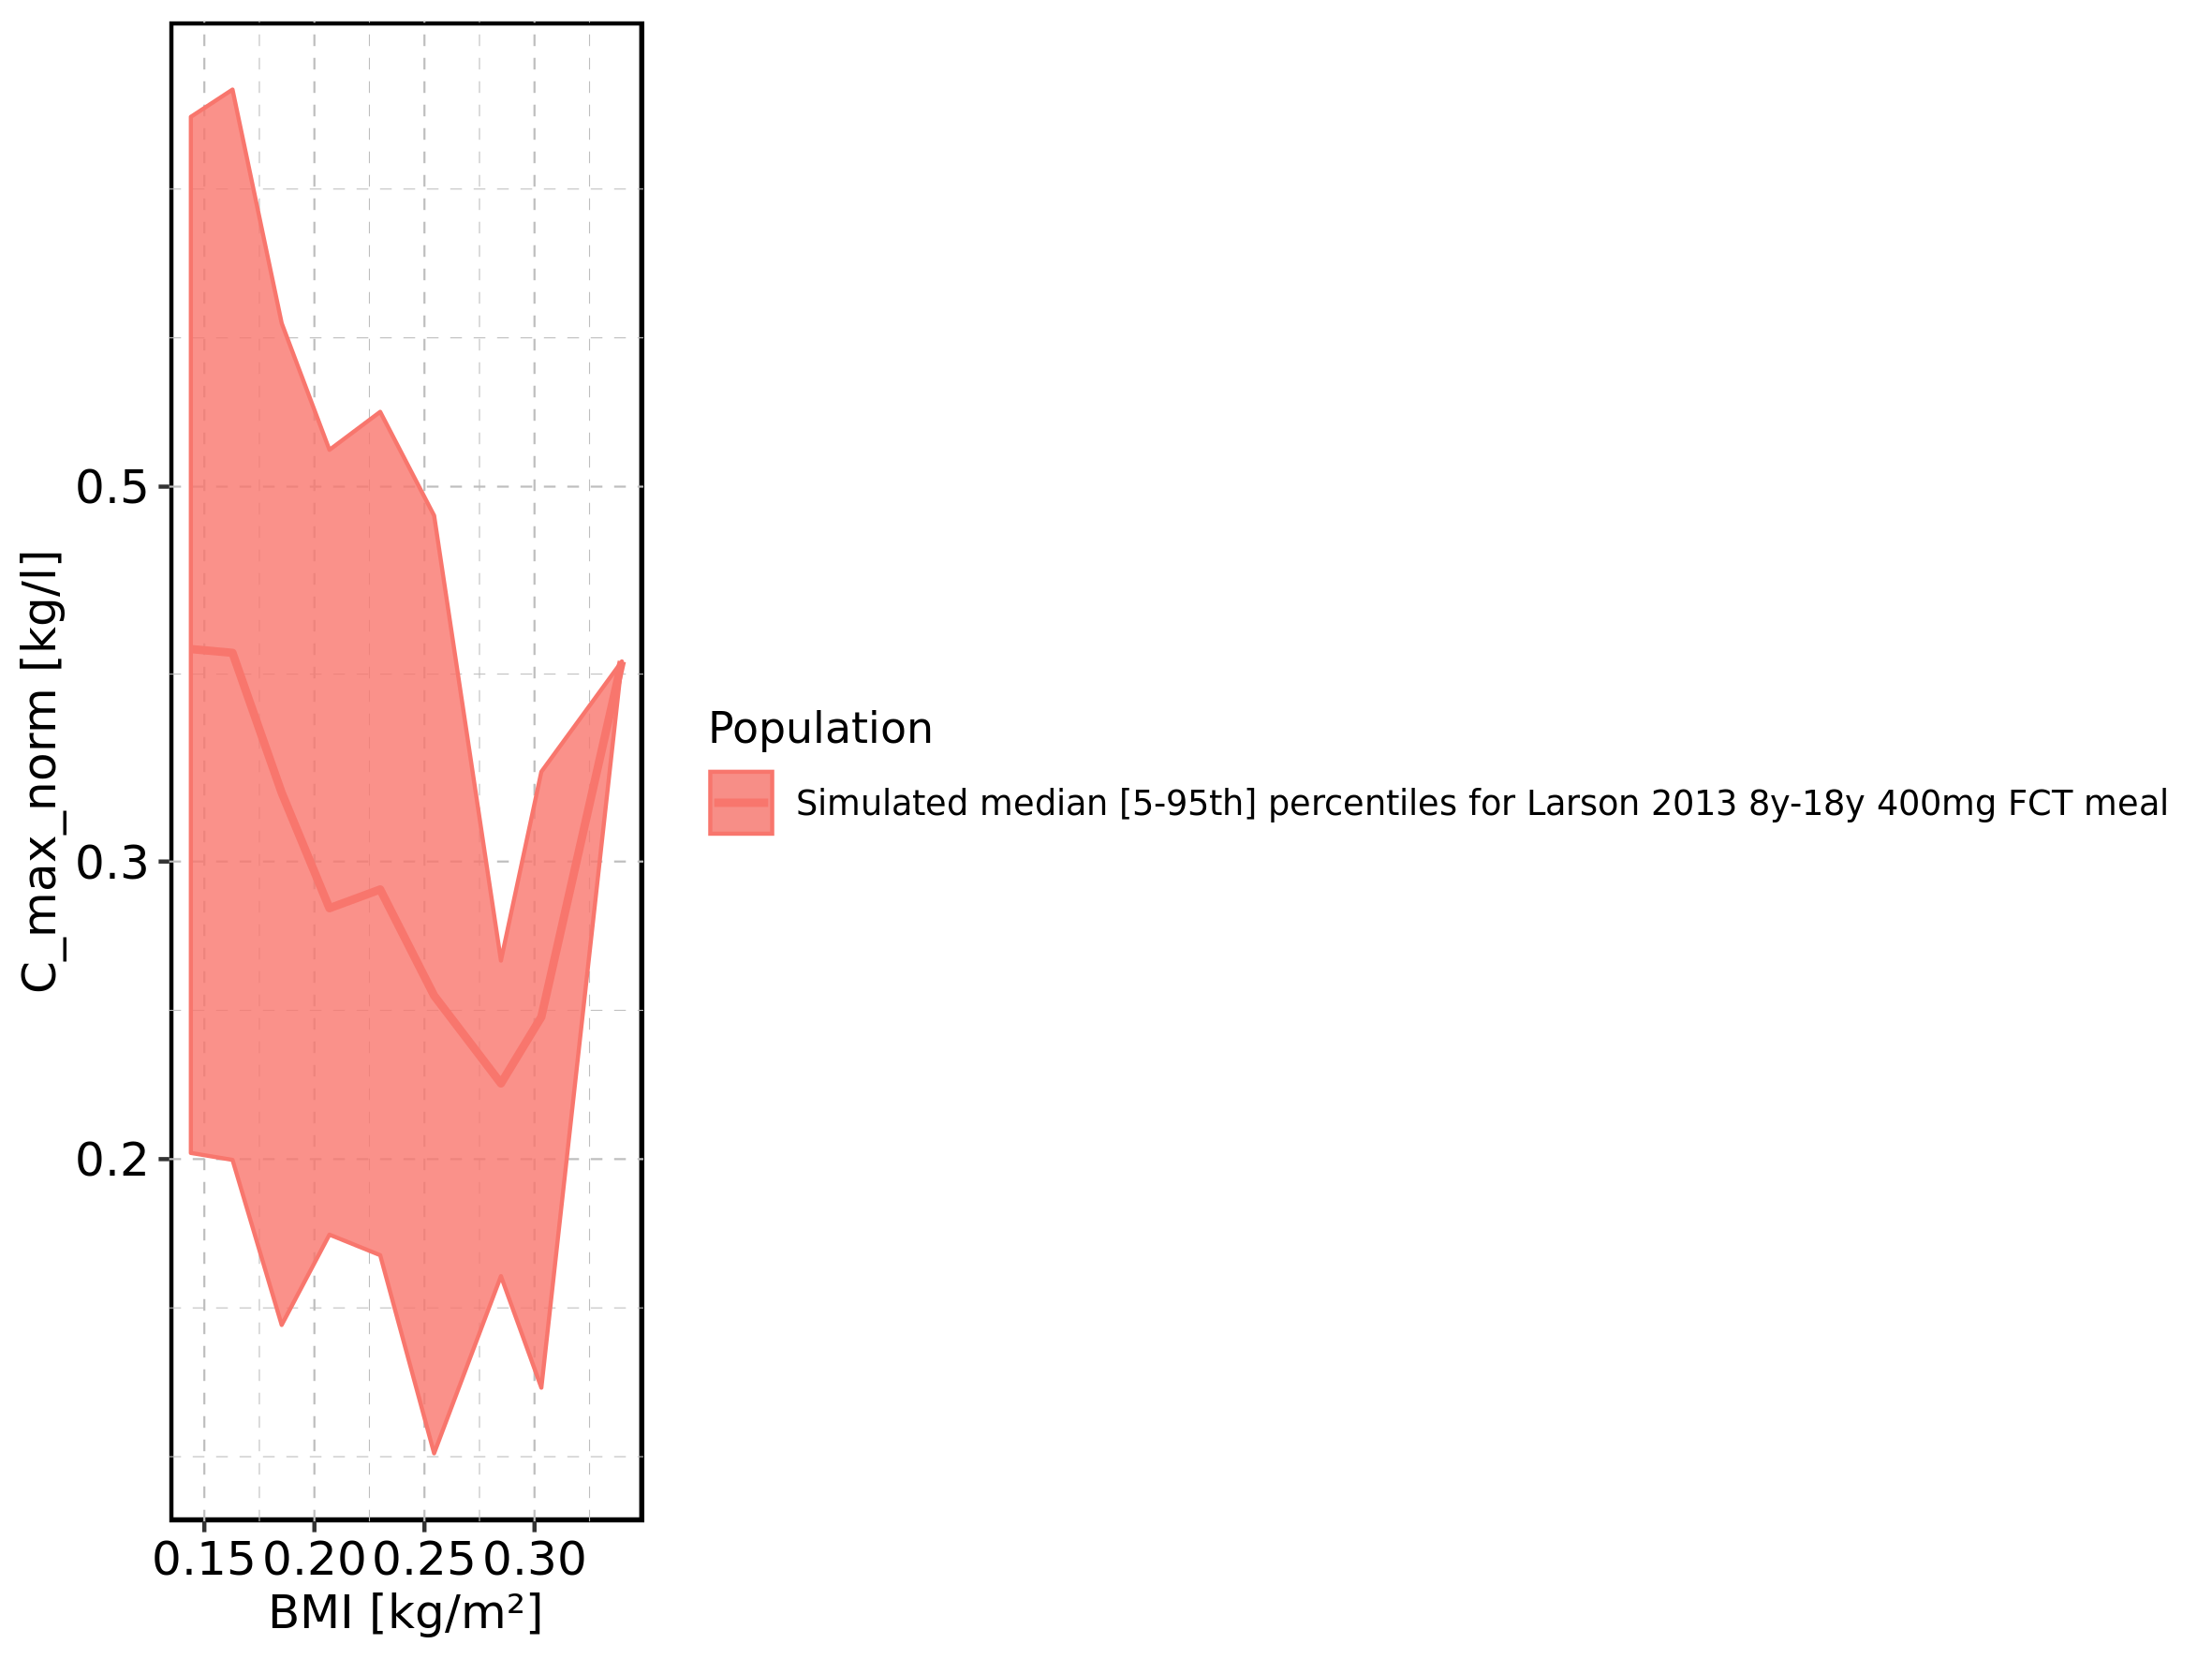 C_max_norm [kg/l]
0.5
0.3
0.2
0.15 0.20 0.25 0.30
BMI [kg/m²]
Population
Simulated median [5-95th] percentiles for Larson 2013 8y-18y 400mg FCT meal